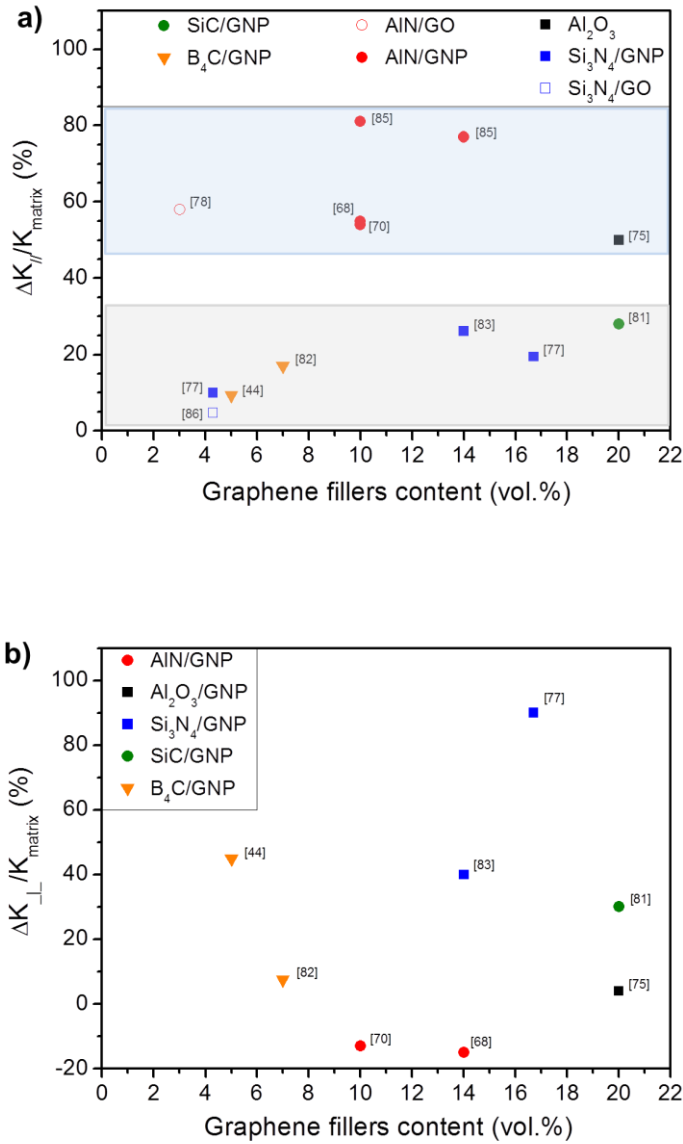 a)
SiC/GNP AlN/GO Al2O3
B4C/GNP AlN/GNP Si3N4/GNP
Si3N4/GO
ΔK///Kmatrix (%)
100
80
60
40
20
0
[85] [85]
[78] [68]
[70] [75]
[83] [81]
[82] [77]
[77] [44]
[86]
0 2 4 6 8 10 12 14 16 18 20 22
Graphene fillers content (vol.%)
b)
AlN/GNP
Al2O3/GNP
Si3N4/GNP
SiC/GNP
B4C/GNP
ΔK_|_/Kmatrix (%)
100
80
60
40
20
0
-20
[77]
[44] [83]
[81]
[82] [75]
[70] [68]
0 2 4 6 8 10 12 14 16 18 20 22
Graphene fillers content (vol.%)